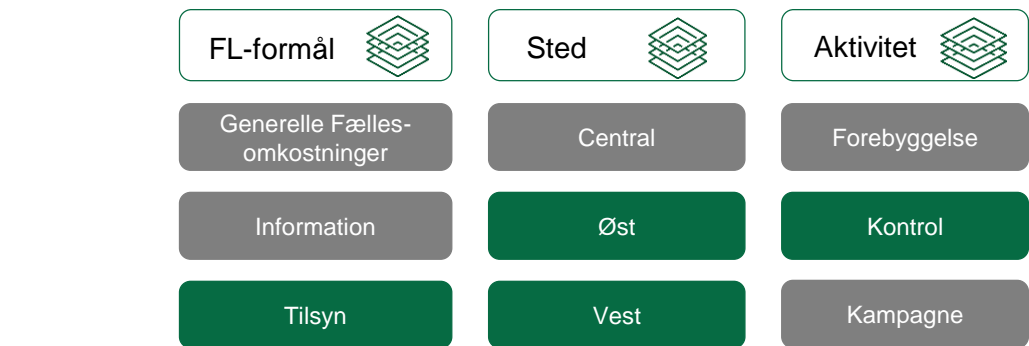 FL-formål
Sted
Aktivitet
Generelle Fælles-
omkostninger
Central
Forebyggelse
Information
Øst
Kontrol
Tilsyn
Vest
Kampagne